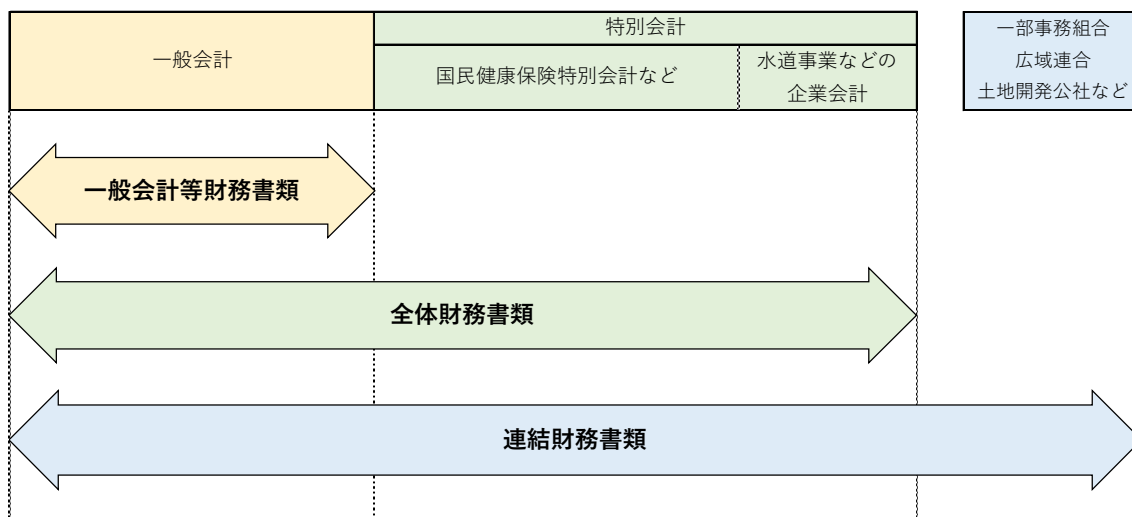 一般会計
特別会計
国民健康保険特別会計など
水道事業などの
企業会計
一部事務組合
広域連合
土地開発公社など
一般会計等財務書類
全体財務書類
連結財務書類